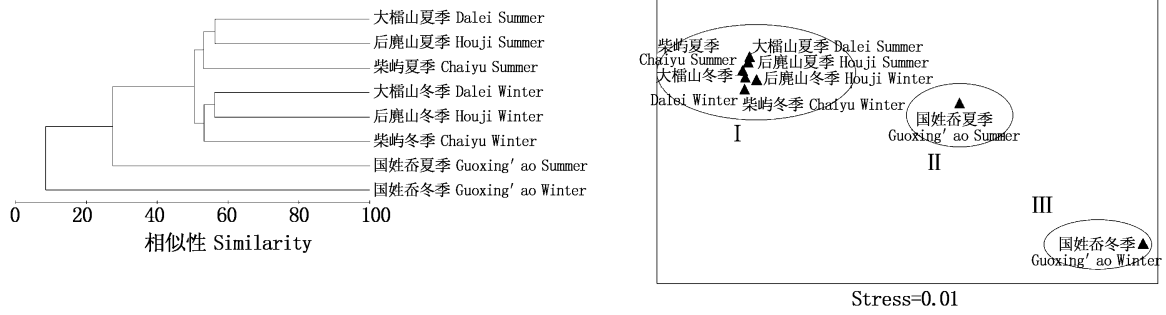 大榗山夏季 Dalei Summer
后麂山夏季 Houji Summer
柴屿夏季 Chaiyu Summer
大榗山冬季 Dalei Winter
后麂山冬季 Houji Winter
柴屿冬季 Chaiyu Winter
国姓岙夏季 Guoxing′ao Summer
国姓岙冬季 Guoxing′ao Winter
0 20 40 60 80 100
相似性 Similarity
柴屿夏季
Chaiyu Summer
大榗山夏季 Dalei Summer
后麂山夏季 Houji Summer
大榗山冬季
Dalei Winter
后麂山冬季 Houji Winter
柴屿冬季 Chaiyu Winter
Ⅰ
国姓岙夏季
Guoxing′ao Summer
Ⅱ
Ⅲ
国姓岙冬季
Guoxing′ao Winter
Stress=0.01